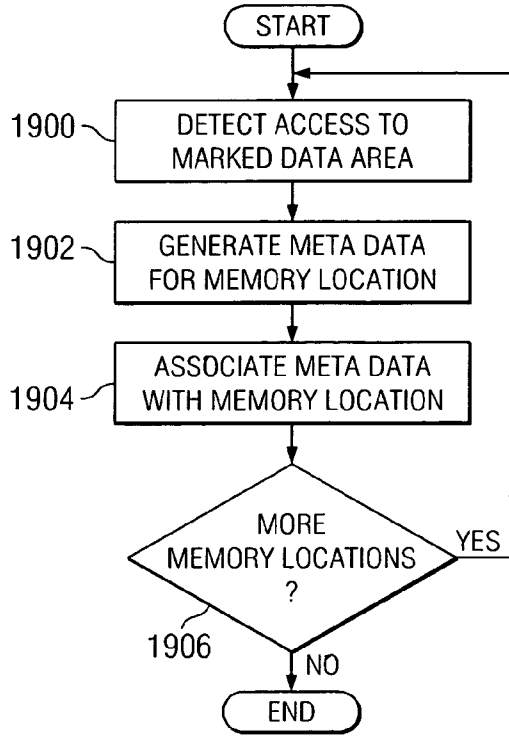 START
1900
DETECT ACCESS TO
MARKED DATA AREA
1902
GENERATE META DATA
FOR MEMORY LOCATION
1904
ASSOCIATE META DATA
WITH MEMORY LOCATION
MORE
MEMORY LOCATIONS
?
YES
1906
NO
END